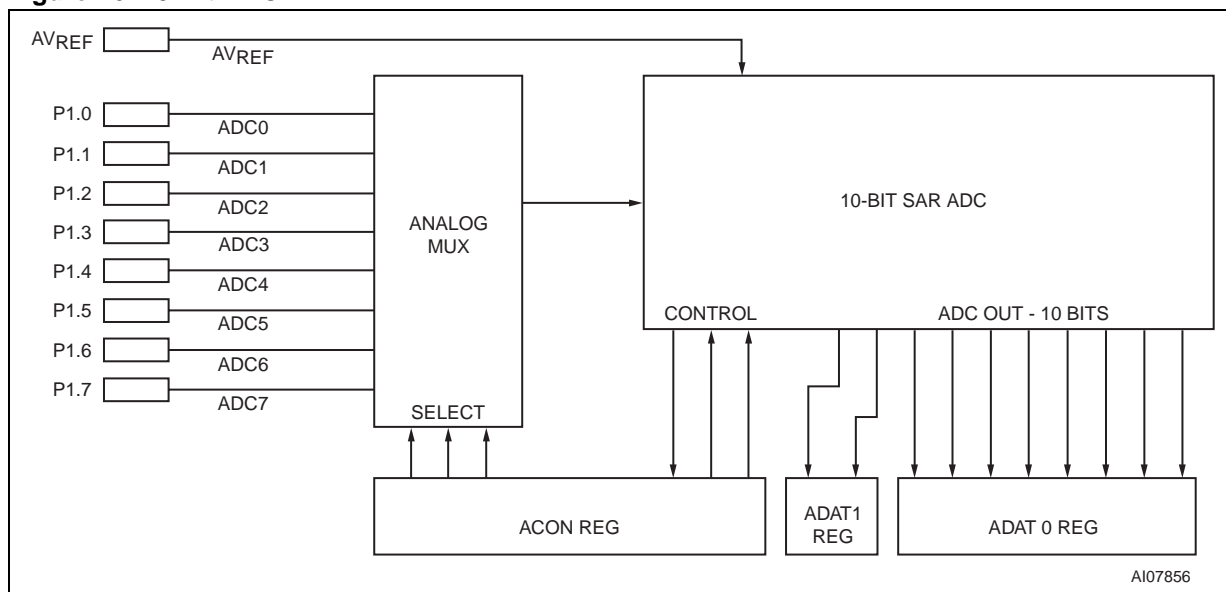 AVREF
AVREF
P1.0
ADC0
P1.1
ADC1
P1.2
ADC2
P1.3
ADC3
P1.4
ADC4
P1.5
ADC5
P1.6
ADC6
P1.7
ADC7
ANALOG
MUX
SELECT
10-BIT SAR ADC
CONTROL
ADC OUT - 10 BITS
ACON REG
ADAT1
REG
ADAT 0 REG
AI07856